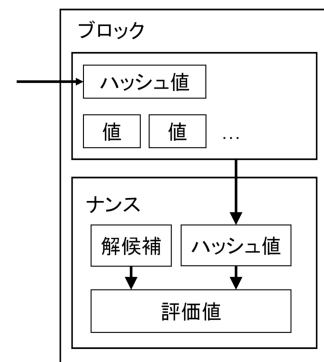 ブロック
ハッシュ値
値 値 …
ナンス
解候補 ハッシュ値
評価値